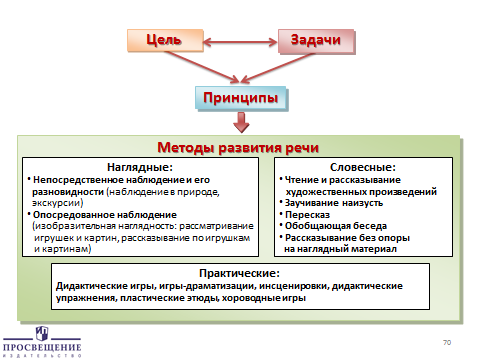 Цель
Задачи
Принципы
Методы развития речи
Наглядные:
• Непосредственное наблюдение и его
разновидности (наблюдение в природе,
экскурсии)
• Опосредованное наблюдение
(изобразительная наглядность: рассматривание
игрушек и картин, рассказывание по игрушкам
и картинам)
Словесные:
• Чтение и рассказывание
художественных произведений
• Заучивание наизусть
• Пересказ
• Обобщающая беседа
• Рассказывание без опоры
на наглядный материал
Практические:
Дидактические игры, игры-драматизации, инсценировки, дидактические
упражнения, пластические этюды, хороводные игры
ПРОСВЕЩЕНИЕ
ИЗДАТЕЛЬСТВО
70